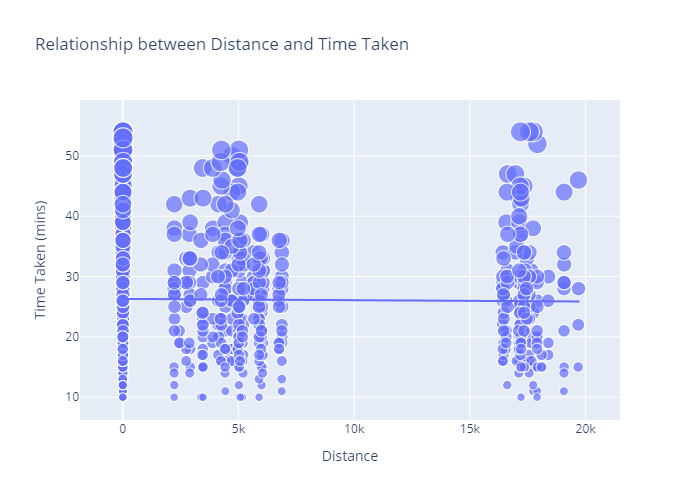 Relationship between Distance and Time Taken
Time Taken (mins)
50
40
30
20
10
0
5k
10k
15k
20k
Distance